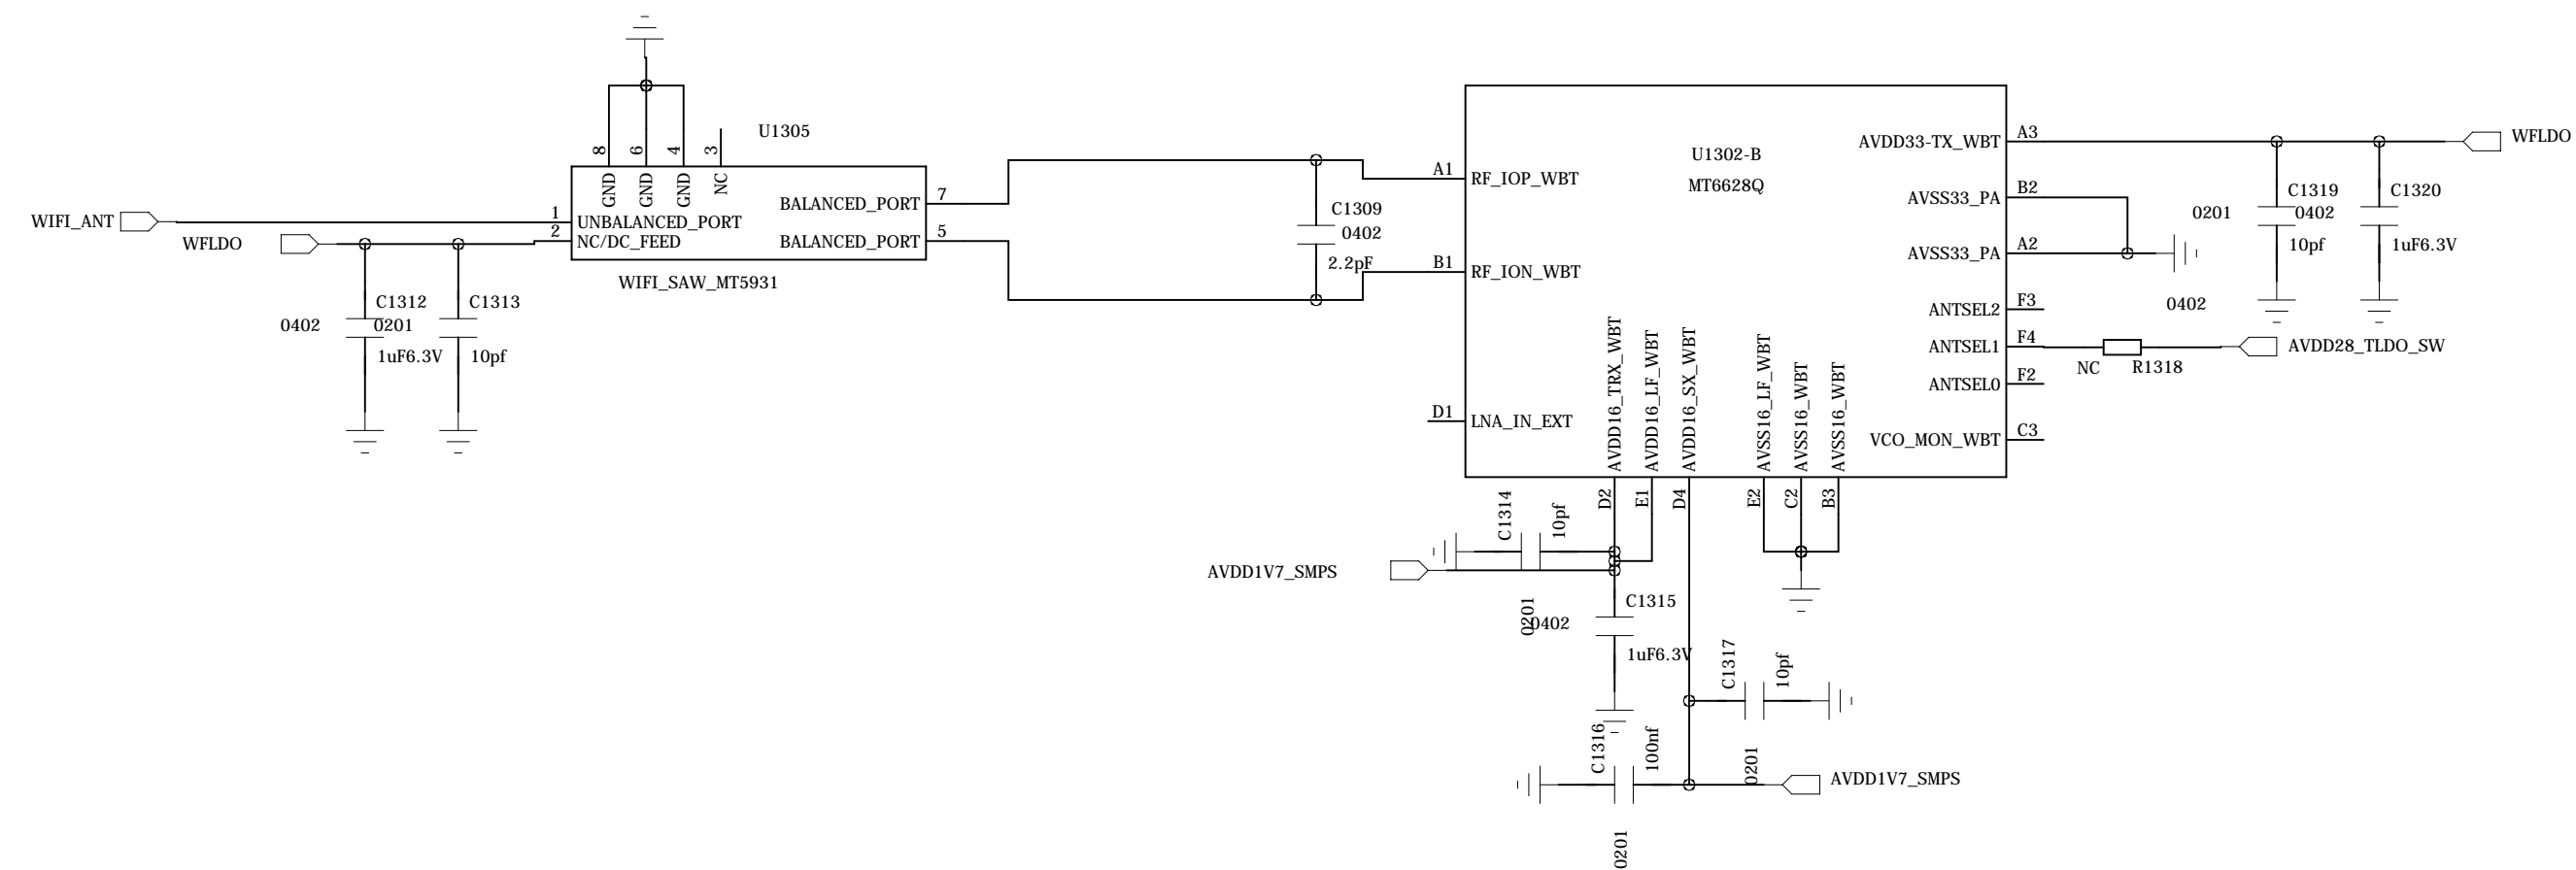 U1305
8
6
4
3
GND
GND
GND
NC
WIFI_ANT
1
UNBALANCED_PORT
WFLDO
2
NC/DC_FEED
BALANCED_PORT
7
BALANCED_PORT
5
WIFI_SAW_MT5931
C1312
0402
1uF6.3V
C1313
0201
10pf
C1309
0402
2.2pF
U1302-B
MT6628Q
A1
RF_IOP_WBT
B1
RF_ION_WBT
D1
LNA_IN_EXT
AVDD33-TX_WBT
A3
WFLDO
AVSS33_PA
B2
AVSS33_PA
A2
ANTSEL2
F3
ANTSEL1
F4
ANTSEL0
F2
VCO_MON_WBT
C3
C1319
0201
10pf
C1320
0402
1uF6.3V
0402
NC
R1318
AVDD28_TLDO_SW
AVDD16_TRX_WBT
AVDD16_LF_WBT
AVDD16_SX_WBT
AVSS16_LF_WBT
AVSS16_WBT
AVSS16_WBT
D2
E1
D4
E2
C2
B3
C1314
10pf
0201
AVDD1V7_SMPS
C1315
0402
1uF6.3V
C1317
10pf
0201
C1316
100nf
0201
AVDD1V7_SMPS